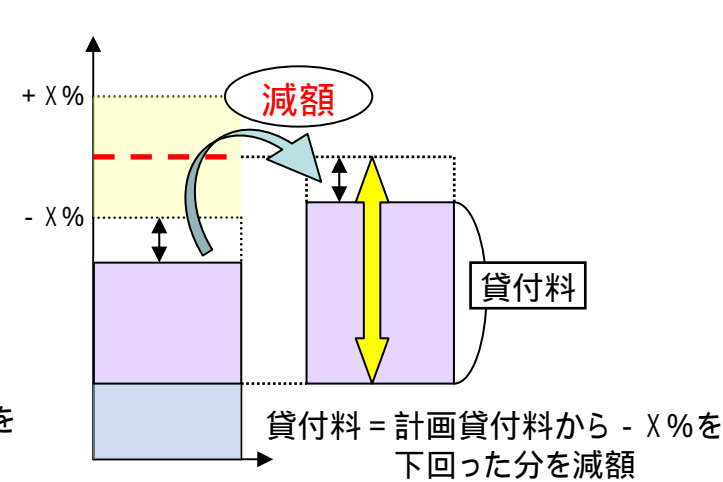 + X%
減額
- X%
貸付料
を
貸付料 = 計画貸付料から - X%を
下回った分を減額